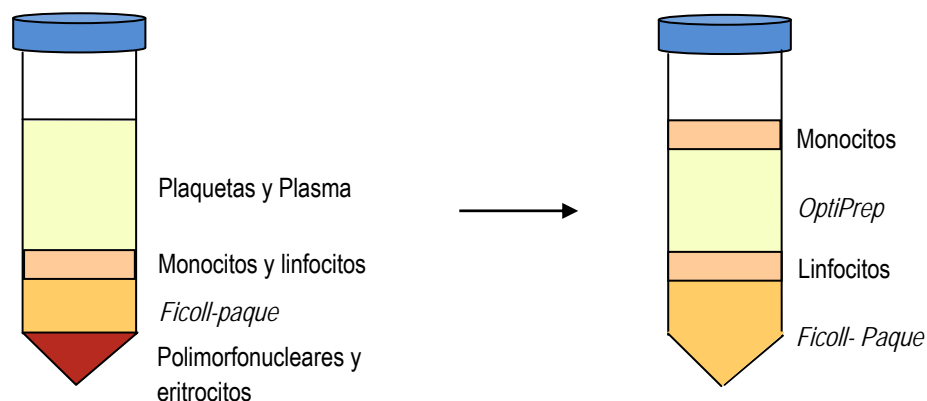 Plaquetas y Plasma
Monocitos y linfocitos
Ficoll-paque
Polimorfonucleares y
eritrocitos
Monocitos
OptiPrep
Linfocitos
Ficoll- Paque